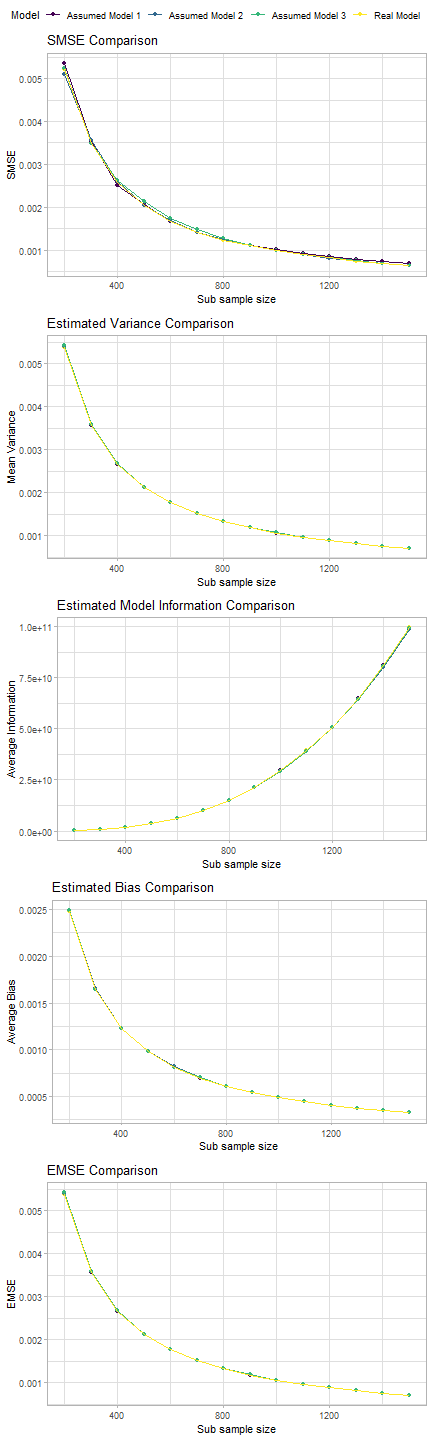 Model Assumed Model 1 Assumed Model 2 Assumed Model 3 Real Model
SMSE Comparison
0.005
0.004
0.003
0.002
0.001
SMSE
400 800 1200
Sub sample size
Estimated Variance Comparison
0.005
0.004
0.003
0.002
0.001
Mean Variance
400 800 1200
Sub sample size
Estimated Model Information Comparison
1.0e+11
7.5e+10
5.0e+10
2.5e+10
0.0e+00
Average Information
400 800 1200
Sub sample size
Estimated Bias Comparison
0.0025
0.0020
0.0015
0.0010
0.0005
Average Bias
400 800 1200
Sub sample size
EMSE Comparison
0.005
0.004
0.003
0.002
0.001
EMSE
400 800 1200
Sub sample size